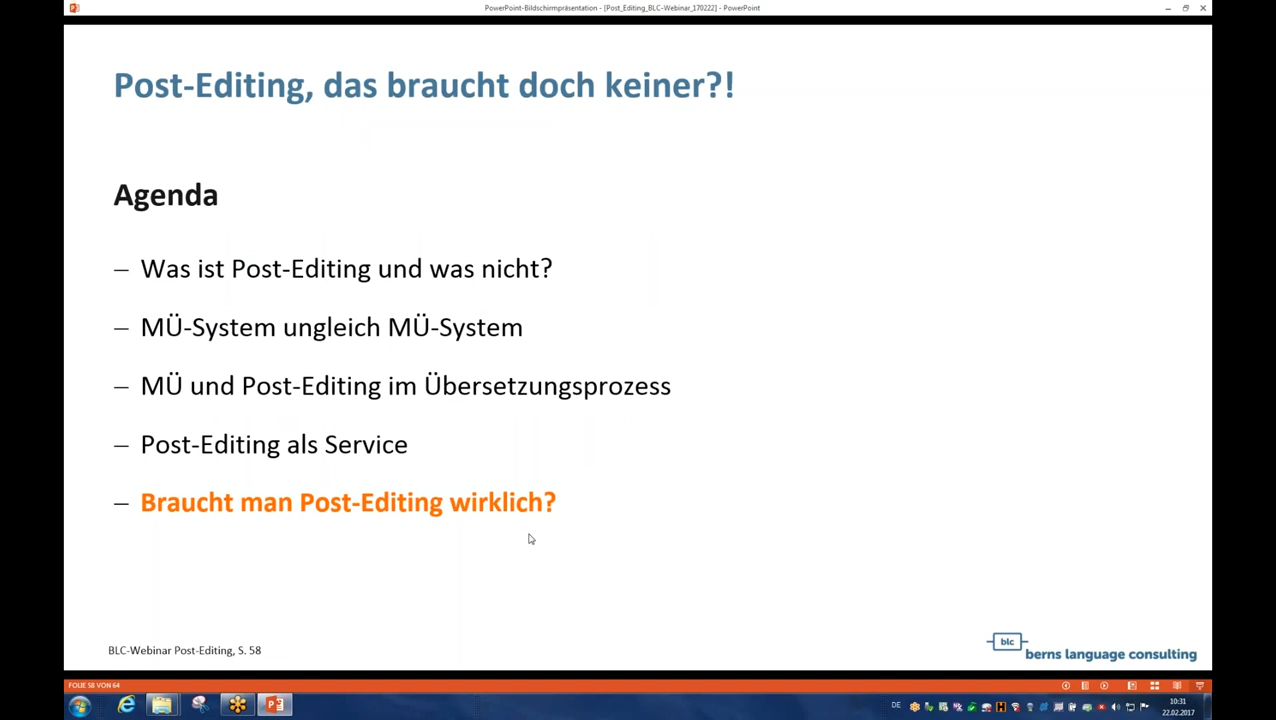 PowerPoint-Bildschirmpräsentation - [Post_Editing_BLC-Webinar_170222] - PowerPoint
Post-Editing, das braucht doch keiner?!
Agenda
– Was ist Post-Editing und was nicht?
– MÜ-System ungleich MÜ-System
– MÜ und Post-Editing im Übersetzungsprozess
– Post-Editing als Service
– Braucht man Post-Editing wirklich?
BLC-Webinar Post-Editing, S. 58
blc
berns language consulting
FOLIE 58 VON 64
DE
10:31
22.02.2017